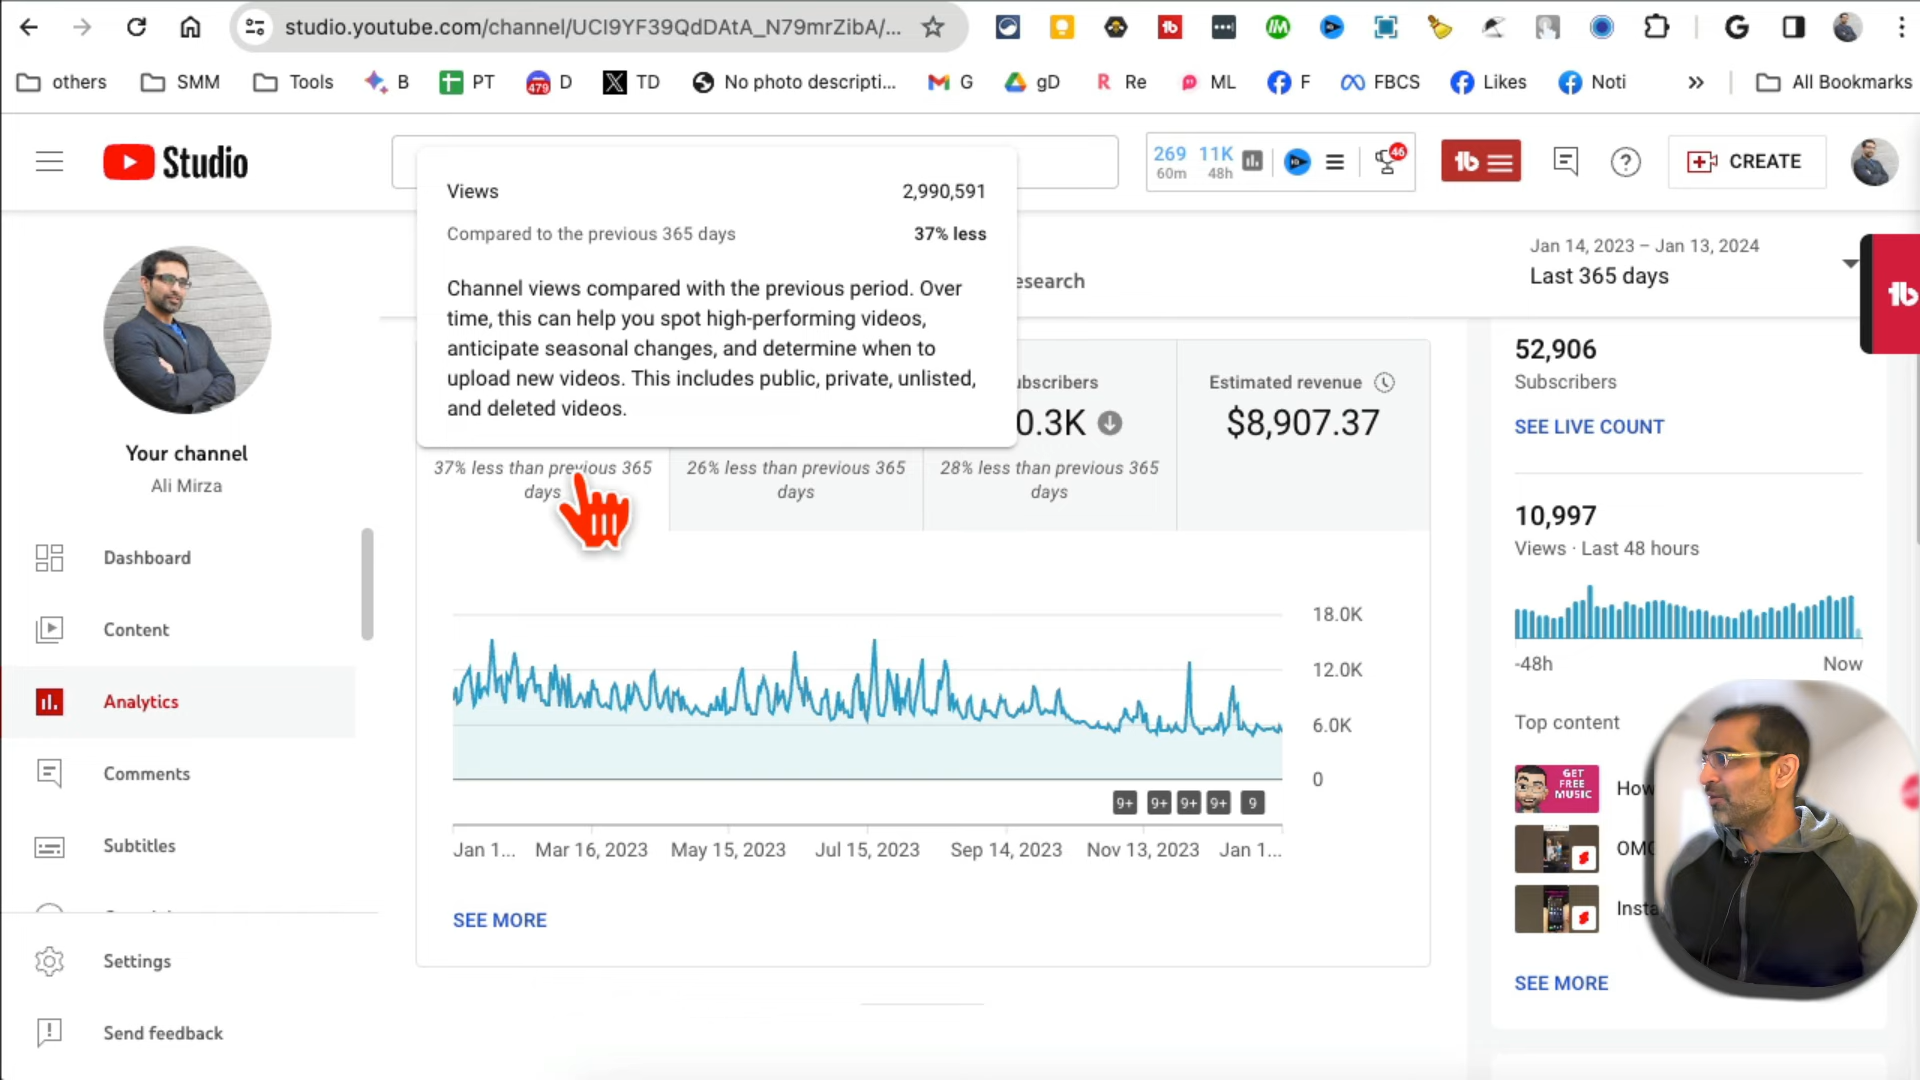 studio.youtube.com/channel/UCI9YF39QdDAtA_N79mrZibA/...
others
SMM
Tools
B
PT
479
D
TD
No photo descripti...
G
gD
R
Re
ML
F
FBCS
Likes
Noti
All Bookmarks
Studio
269
60m
11K
48h
46
CREATE
Views
2,990,591
Compared to the previous 365 days
37% less
Channel views compared with the previous period. Over
time, this can help you spot high-performing videos,
anticipate seasonal changes, and determine when to
upload new videos. This includes public, private, unlisted,
and deleted videos.
esearch
Jan 14, 2023 – Jan 13, 2024
Last 365 days
Your channel
Ali Mirza
Dashboard
Content
Analytics
Comments
Subtitles
Settings
Send feedback
37% less than previous 365
days
26% less than previous 365
days
ubscribers
0.3K
28% less than previous 365
days
Estimated revenue
$8,907.37
18.0K
12.0K
6.0K
0
9+
9+
9+
9+
9
Jan 1...
Mar 16, 2023
May 15, 2023
Jul 15, 2023
Sep 14, 2023
Nov 13, 2023
Jan 1...
SEE MORE
52,906
Subscribers
SEE LIVE COUNT
10,997
Views · Last 48 hours
-48h
Now
Top content
GET
FREE
MUSIC
How
OMG
Insta
SEE MORE